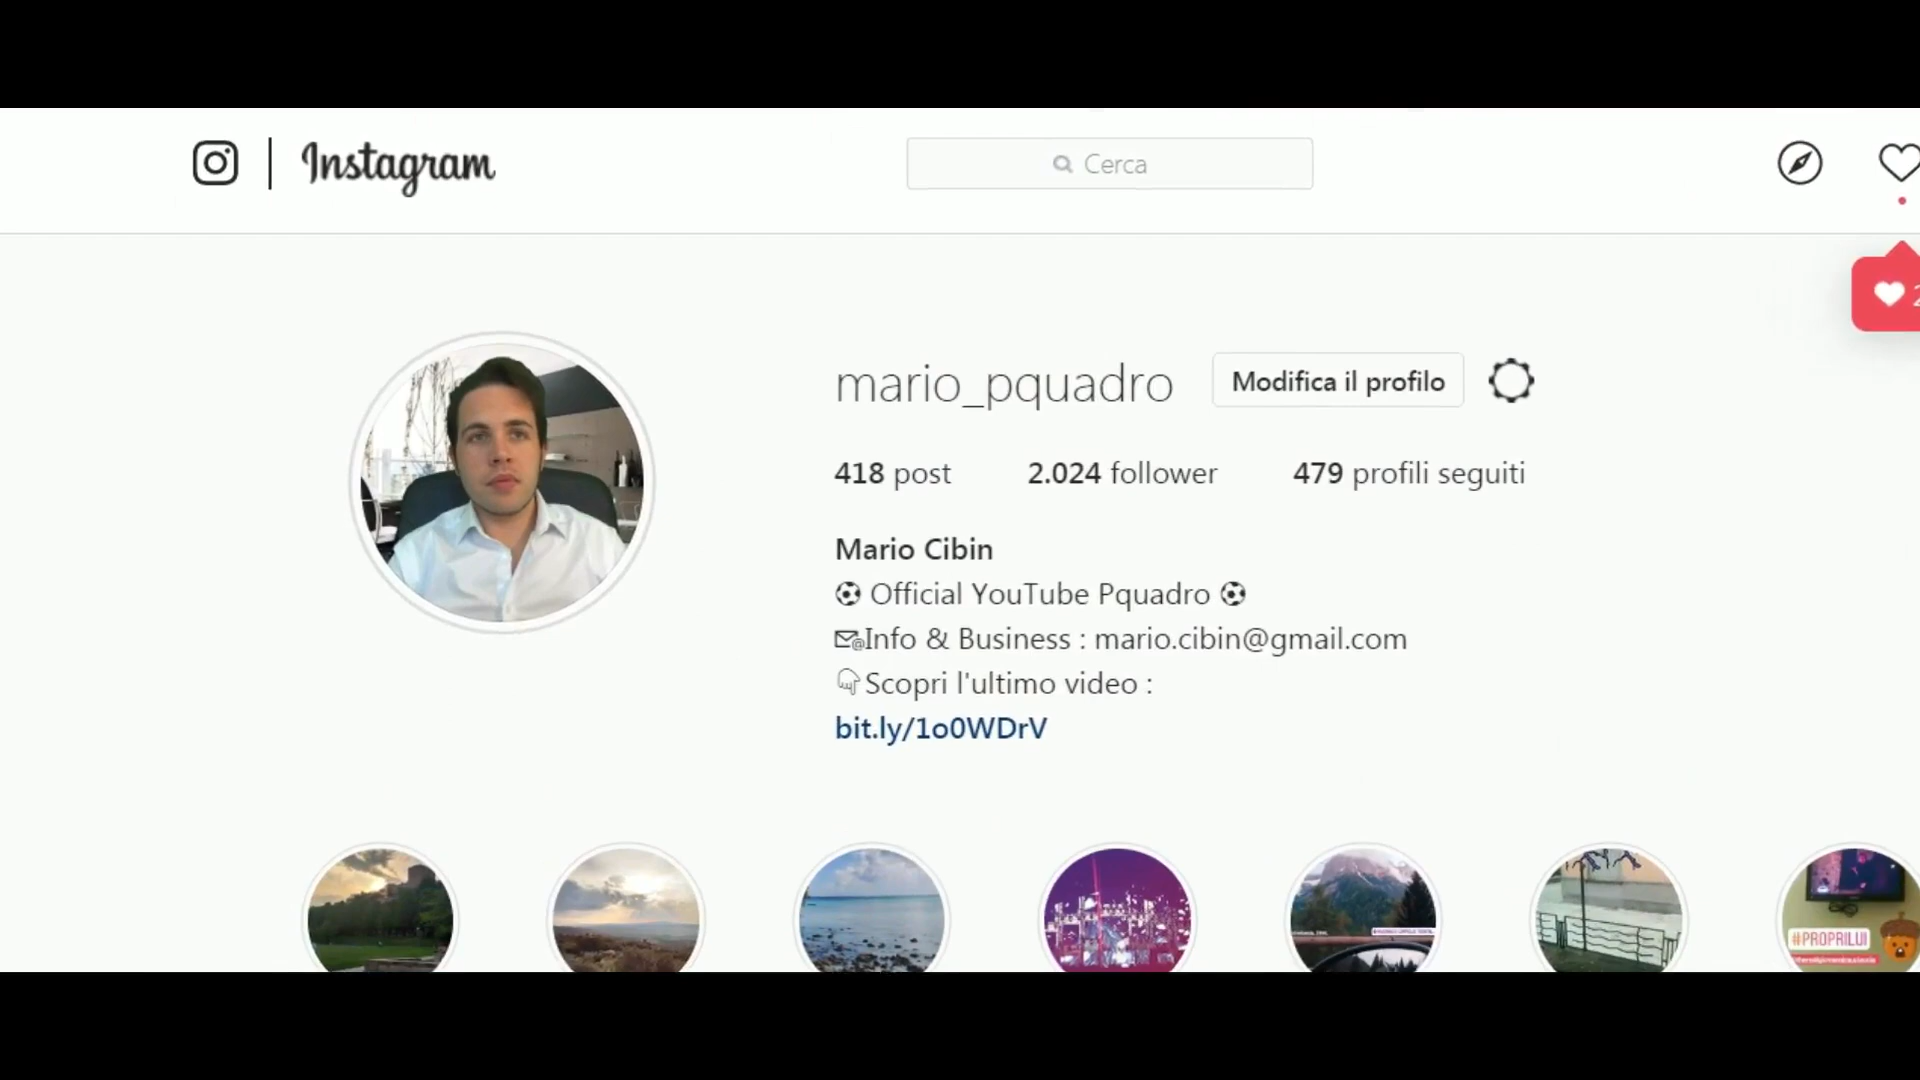 Instagram
Cerca
mario_pquadro
Modifica il profilo
418 post
2.024 follower
479 profili seguiti
Mario Cibin
⚽ Official YouTube Pquadro ⚽
Info & Business : mario.cibin@gmail.com
Scopri l'ultimo video :
bit.ly/1o0WDrV
#PROPRILUI